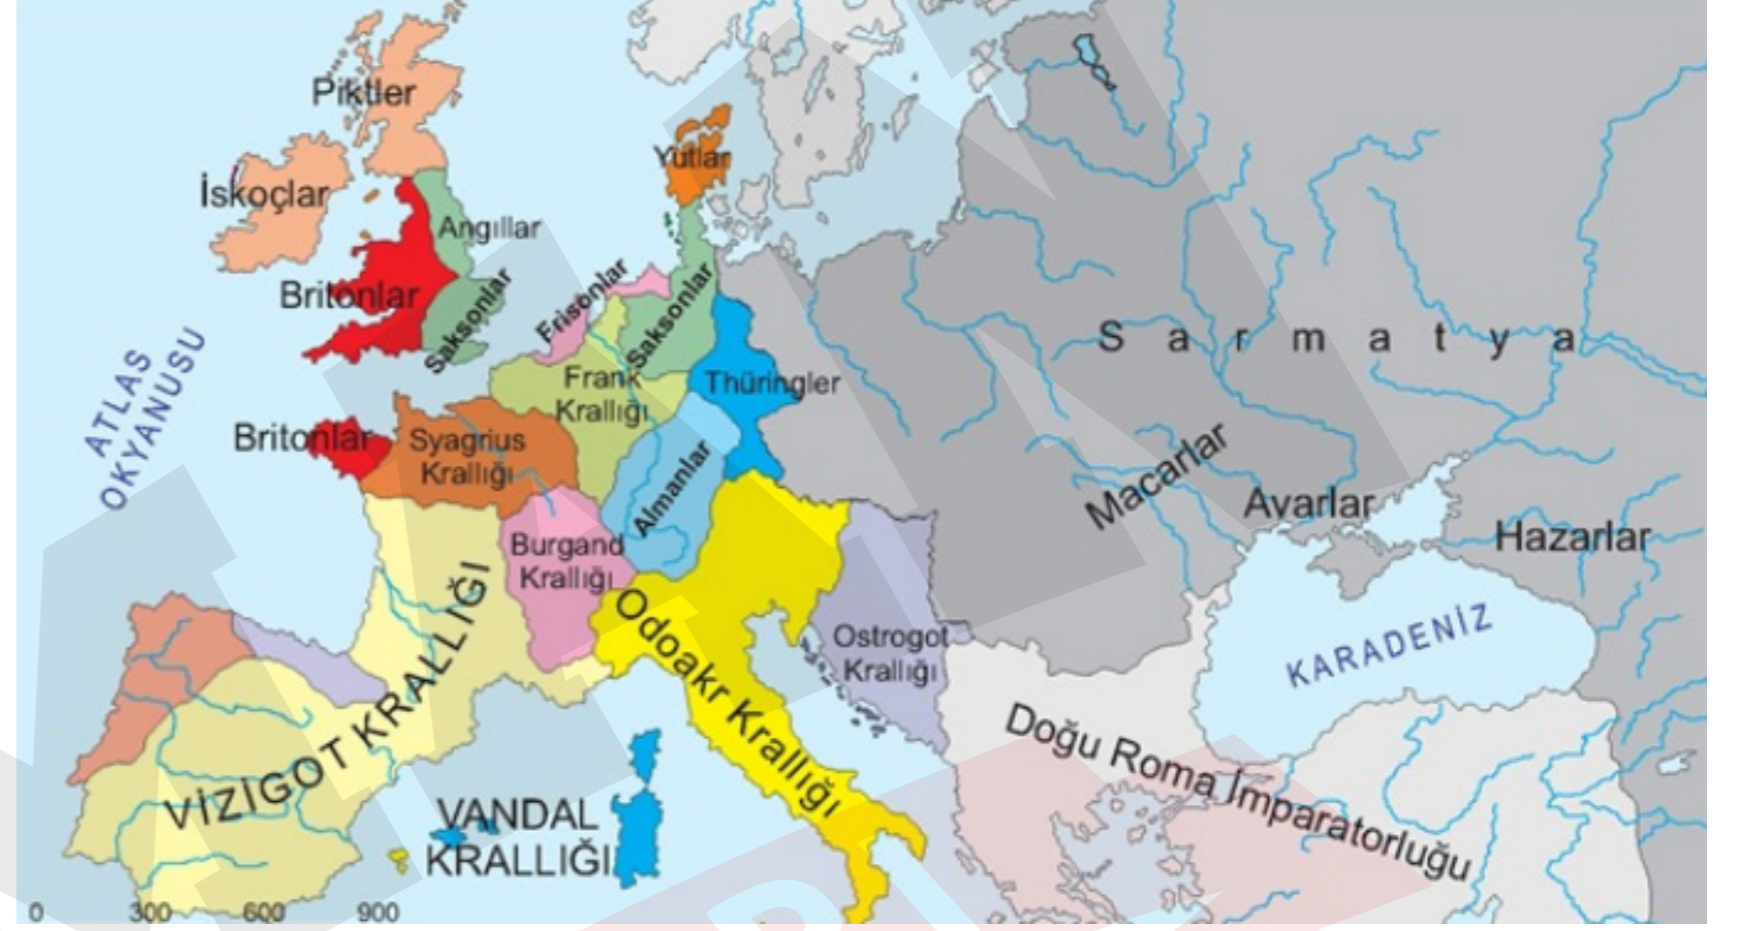 Piktler
Yütlar
İskoçlar
Angıllar
Britonlar
Saksonlar
Frisonlar
Saksonlar
ATLAS
OKYANUSU
Frank
Krallığı
Thüringler
Sarmatya
Britonlar
Syagrius
Krallığı
Almanlar
Macarlar
Avarlar
Hazarlar
Burgand
Krallığı
VİZİGOT KRALLIĞI
Odoakr Krallığı
Ostrogot
Krallığı
KARADENİZ
Doğu Roma İmparatorluğu
VANDAL
KRALLIĞI
0 300 600 900